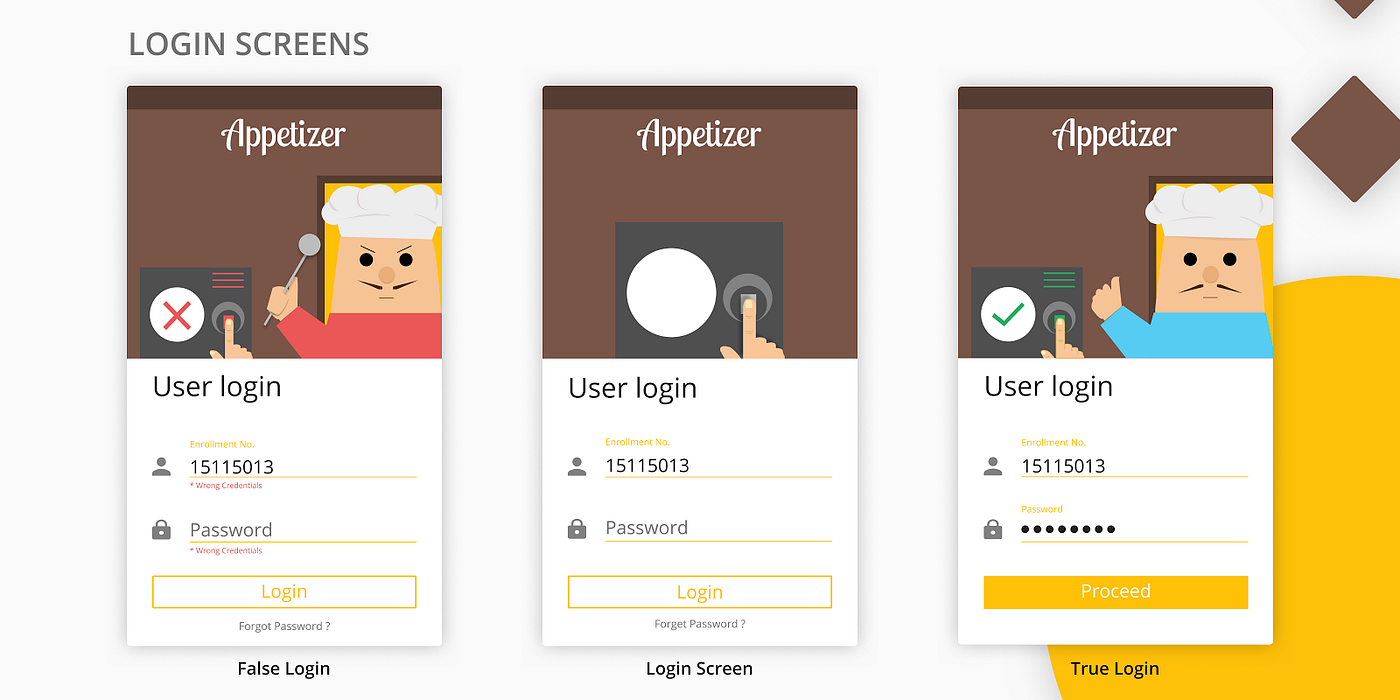 LOGIN SCREENS
Appetizer
User login
Enrollment No.
15115013
* Wrong Credentials
Password
* Wrong Credentials
Login
Forgot Password ?
False Login
Appetizer
User login
Enrollment No.
15115013
Password
Login
Forget Password ?
Login Screen
Appetizer
User login
Enrollment No.
15115013
Password
••••••••
Proceed
True Login